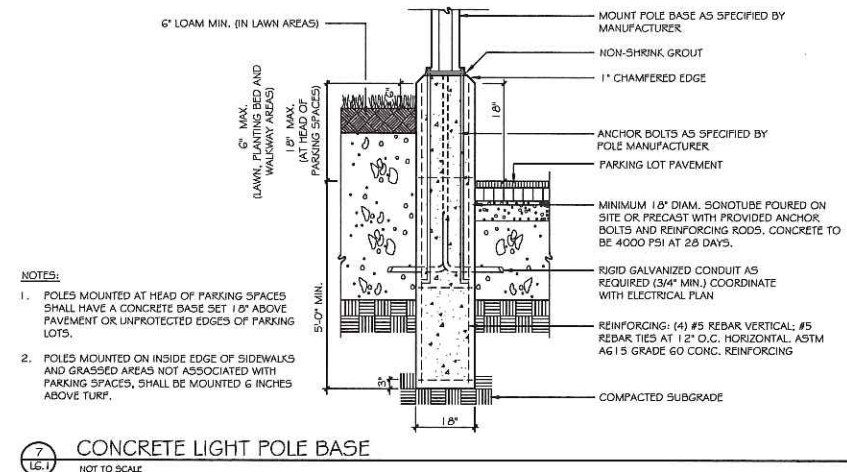 6" LOAM MIN. (IN LAWN AREAS)
MOUNT POLE BASE AS SPECIFIED BY
MANUFACTURER
NON-SHRINK GROUT
1" CHAMFERED EDGE
6" MAX.
(LAWN, PLANTING BED AND
WALKWAY AREAS)
18" MAX.
(AT HEAD OF
PARKING SPACES)
6"
18"
ANCHOR BOLTS AS SPECIFIED BY
POLE MANUFACTURER
PARKING LOT PAVEMENT
MINIMUM 18" DIAM. SONOTUBE POURED ON
SITE OR PRECAST WITH PROVIDED ANCHOR
BOLTS AND REINFORCING RODS. CONCRETE TO
BE 4000 PSI AT 28 DAYS.
RIGID GALVANIZED CONDUIT AS
REQUIRED (3/4" MIN.) COORDINATE
WITH ELECTRICAL PLAN
5'-0" MIN.
REINFORCING: (4) #5 REBAR VERTICAL; #5
REBAR TIES AT 12" O.C. HORIZONTAL. ASTM
A615 GRADE 60 CONC. REINFORCING
3"
COMPACTED SUBGRADE
18"
NOTES:
1. POLES MOUNTED AT HEAD OF PARKING SPACES
SHALL HAVE A CONCRETE BASE SET 18" ABOVE
PAVEMENT OR UNPROTECTED EDGES OF PARKING
LOTS.
2. POLES MOUNTED ON INSIDE EDGE OF SIDEWALKS
AND GRASSED AREAS NOT ASSOCIATED WITH
PARKING SPACES, SHALL BE MOUNTED 6 INCHES
ABOVE TURF.
7
LG.1
CONCRETE LIGHT POLE BASE
NOT TO SCALE